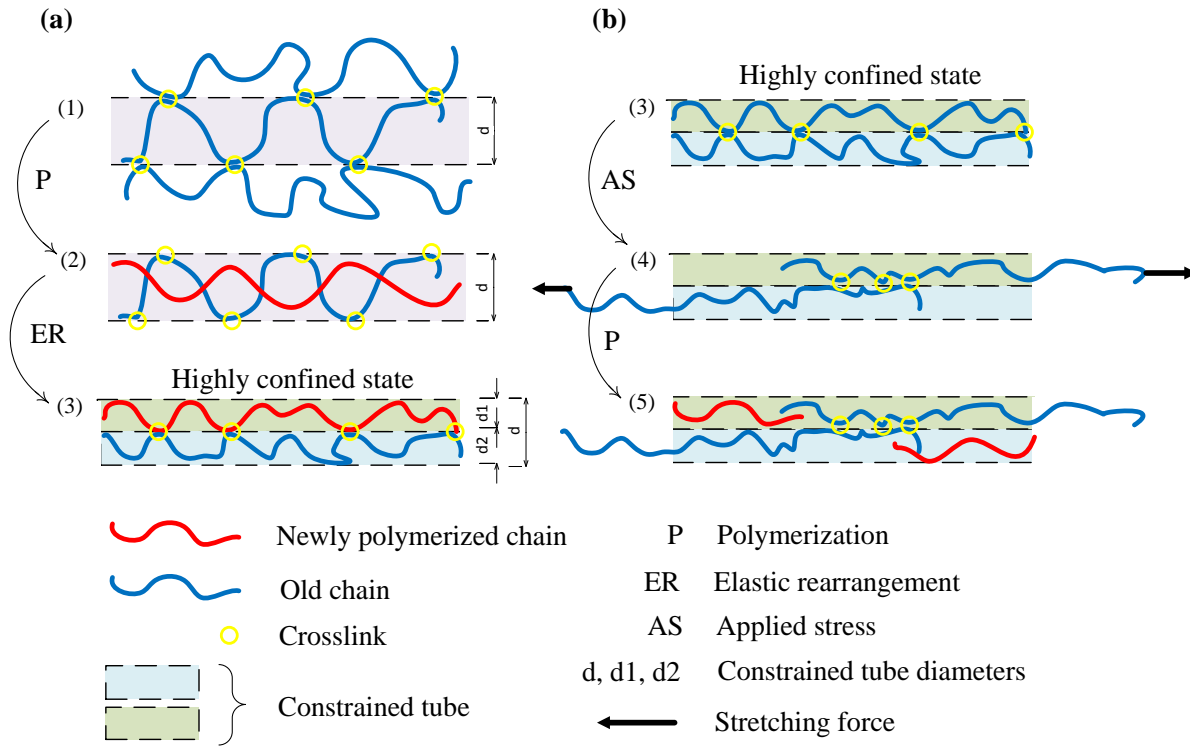 (a)
(1)
d
P
(2)
d
ER
Highly confined state
(3)
d1
d2
d
(b)
Highly confined state
(3)
AS
(4)
P
(5)
Newly polymerized chain
Old chain
Crosslink
Constrained tube
P Polymerization
ER Elastic rearrangement
AS Applied stress
d, d1, d2 Constrained tube diameters
Stretching force